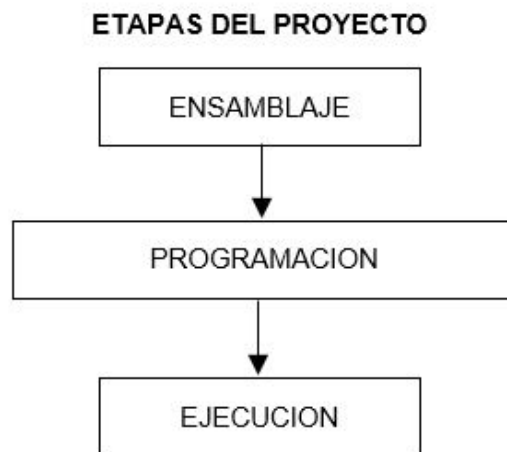 ETAPAS DEL PROYECTO
ENSAMBLAJE
PROGRAMACION
EJECUCION